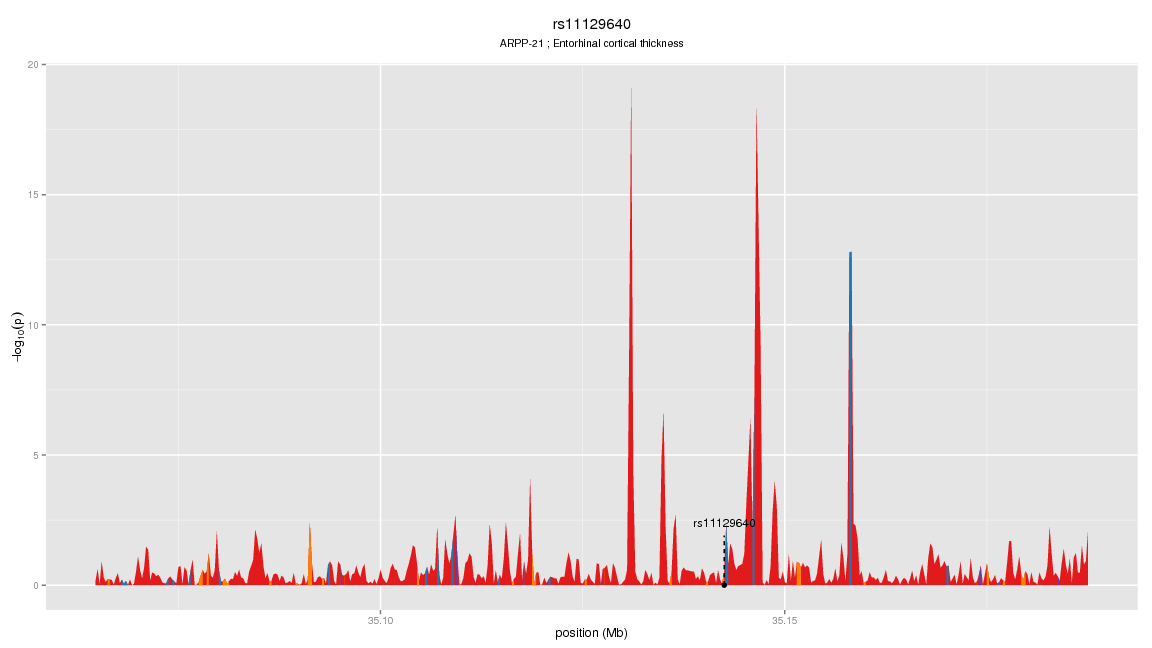 rs11129640
ARPP-21 ; Entorhinal cortical thickness
20
15
10
5
0
−log10(p)
rs11129640
35.10
35.15
position (Mb)